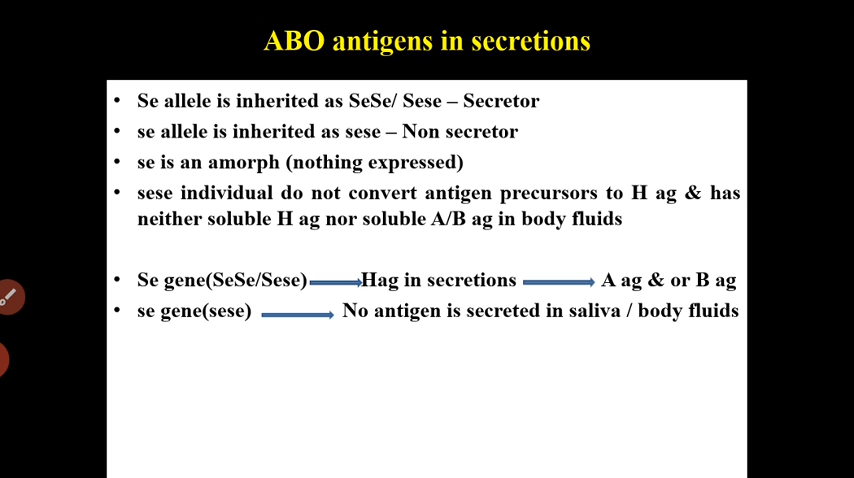 ABO antigens in secretions
• Se allele is inherited as SeSe/ Sese – Secretor
• se allele is inherited as sese – Non secretor
• se is an amorph (nothing expressed)
• sese individual do not convert antigen precursors to H ag & has
neither soluble H ag nor soluble A/B ag in body fluids
• Se gene(SeSe/Sese) Hag in secretions A ag & or B ag
• se gene(sese) No antigen is secreted in saliva / body fluids